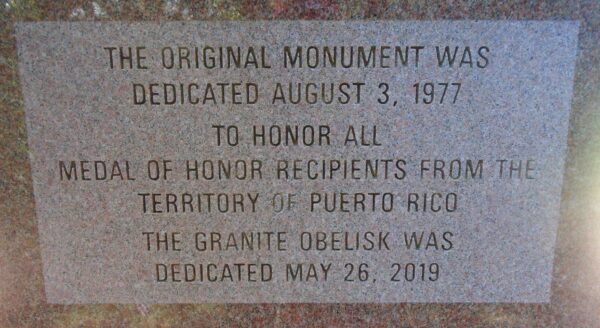 THE ORIGINAL MONUMENT WAS
DEDICATED AUGUST 3, 1977
TO HONOR ALL
MEDAL OF HONOR RECIPIENTS FROM THE
TERRITORY OF PUERTO RICO
THE GRANITE OBELISK WAS
DEDICATED MAY 26, 2019